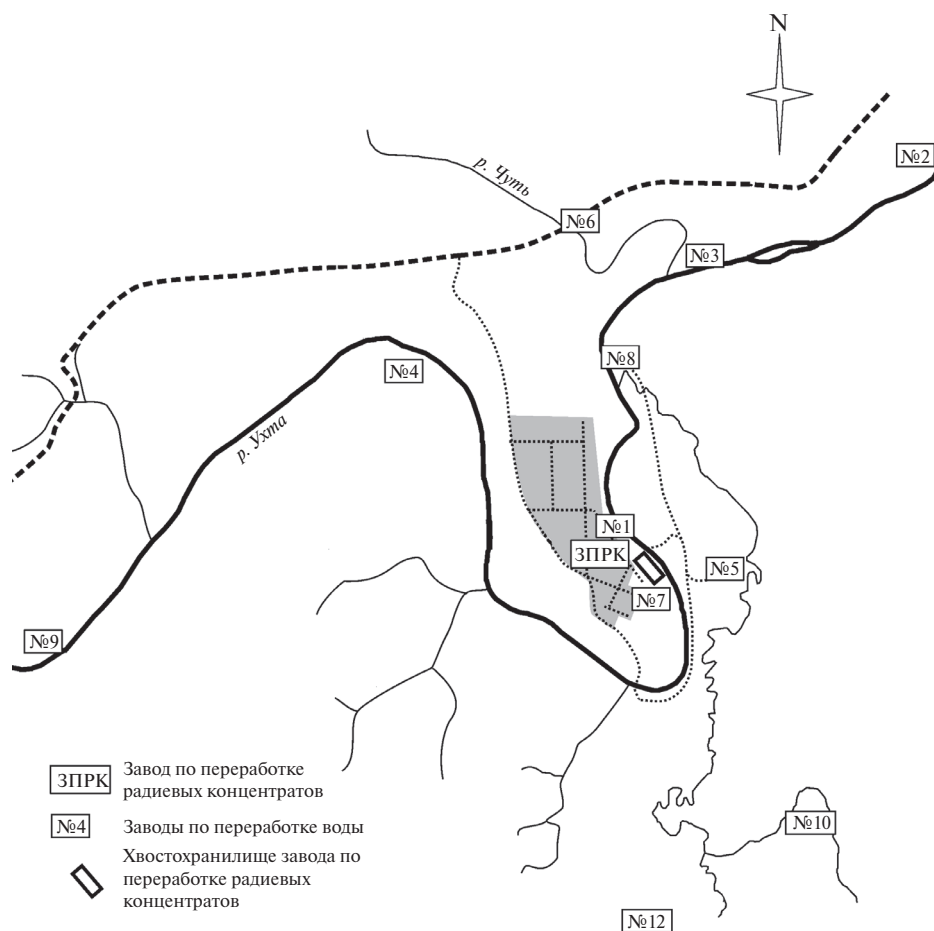 N
№2
р. Чуть
№6
№3
№8
№4
р. Ухта
№1
ЗПРК
№5
№7
№9
ЗПРК
Завод по переработке
радиевых концентратов
№4
Заводы по переработке воды
Хвостохранилище завода по
переработке радиевых
концентратов
№10
№12